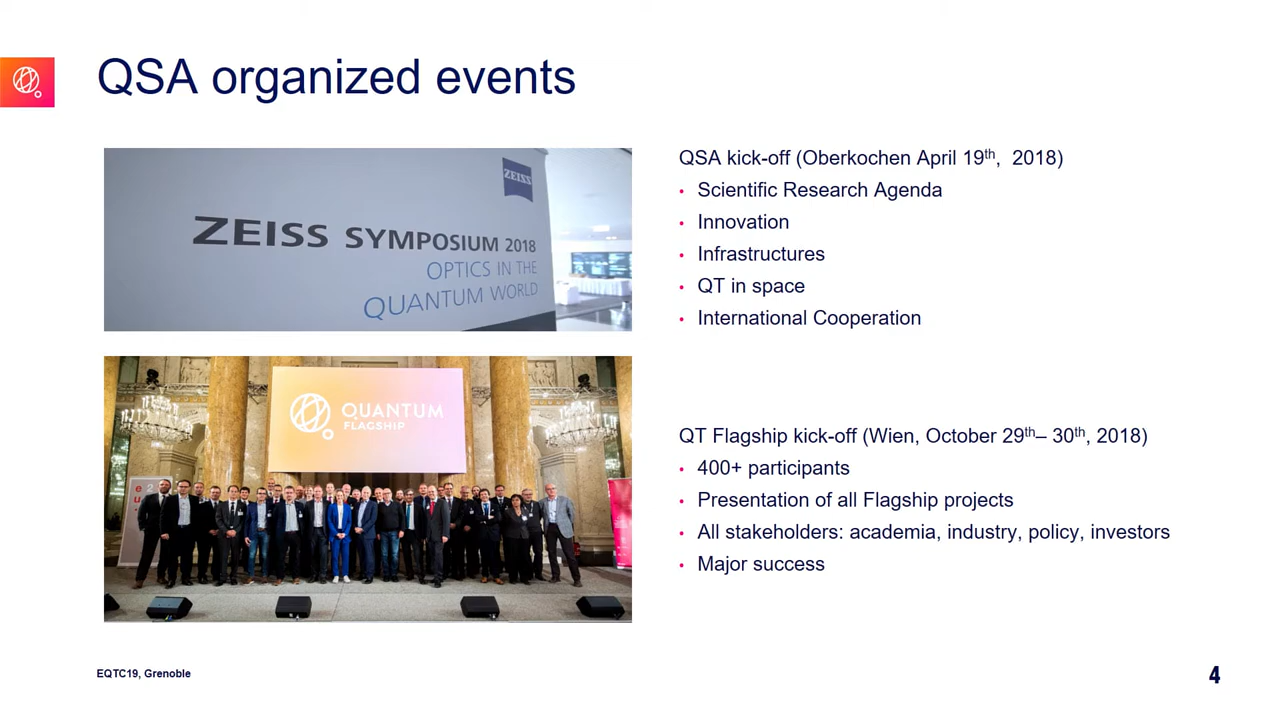 QSA organized events
ZEISS
ZEISS SYMPOSIUM 2018
OPTICS IN THE
QUANTUM WORLD
QSA kick-off (Oberkochen April 19th, 2018)
• Scientific Research Agenda
• Innovation
• Infrastructures
• QT in space
• International Cooperation
QUANTUM
FLAGSHIP
QT Flagship kick-off (Wien, October 29th– 30th, 2018)
• 400+ participants
• Presentation of all Flagship projects
• All stakeholders: academia, industry, policy, investors
• Major success
EQTC19, Grenoble
4